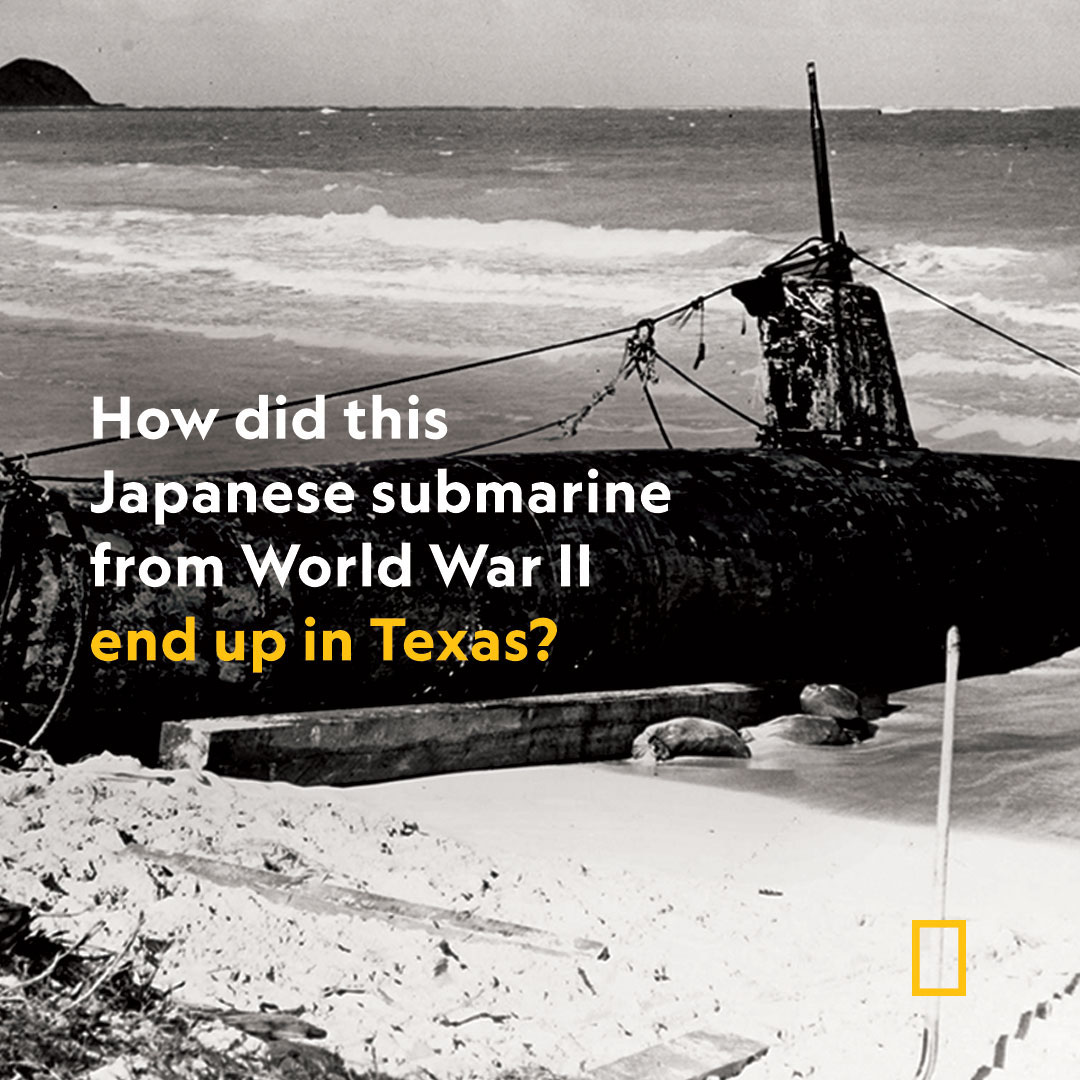 How did this
Japanese submarine
from World War II
end up in Texas?